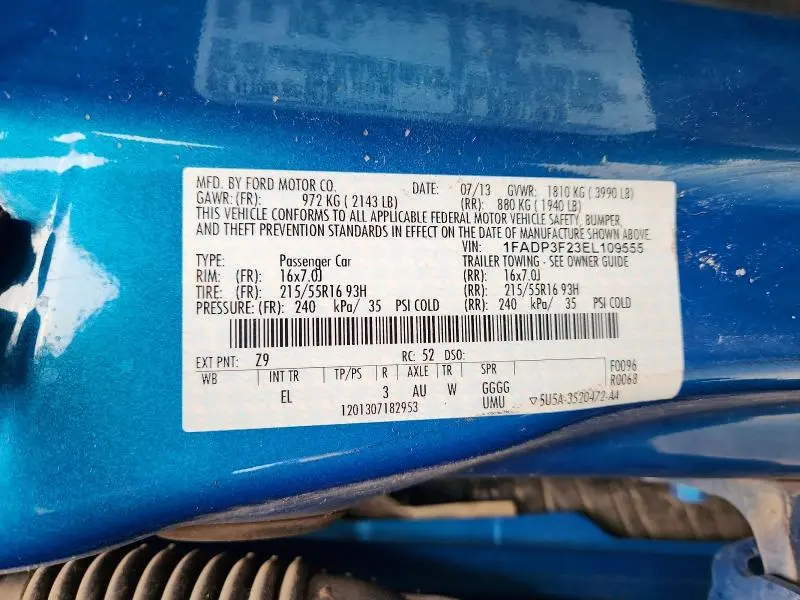 MFD. BY FORD MOTOR CO. DATE: 07/13 GVWR: 1810 KG ( 3990 LB)
GAWR: (FR): 972 KG ( 2143 LB) (RR): 880 KG ( 1940 LB)
THIS VEHICLE CONFORMS TO ALL APPLICABLE FEDERAL MOTOR VEHICLE SAFETY, BUMPER,
AND THEFT PREVENTION STANDARDS IN EFFECT ON THE DATE OF MANUFACTURE SHOWN ABOVE.
VIN: 1FADP3F23EL109555
TYPE: Passenger Car TRAILER TOWING - SEE OWNER GUIDE
RIM: (FR): 16x7.0J (RR): 16x7.0J
TIRE: (FR): 215/55R16 93H (RR): 215/55R16 93H
PRESSURE: (FR): 240 kPa/ 35 PSI COLD (RR): 240 kPa/ 35 PSI COLD
EXT PNT: Z9 RC: 52 DSO:
WB INT TR TP/PS R AXLE TR SPR F0096
R0068
EL 3 AU W GGGG
1201307182953 UMU 5U5A-3520472-AA